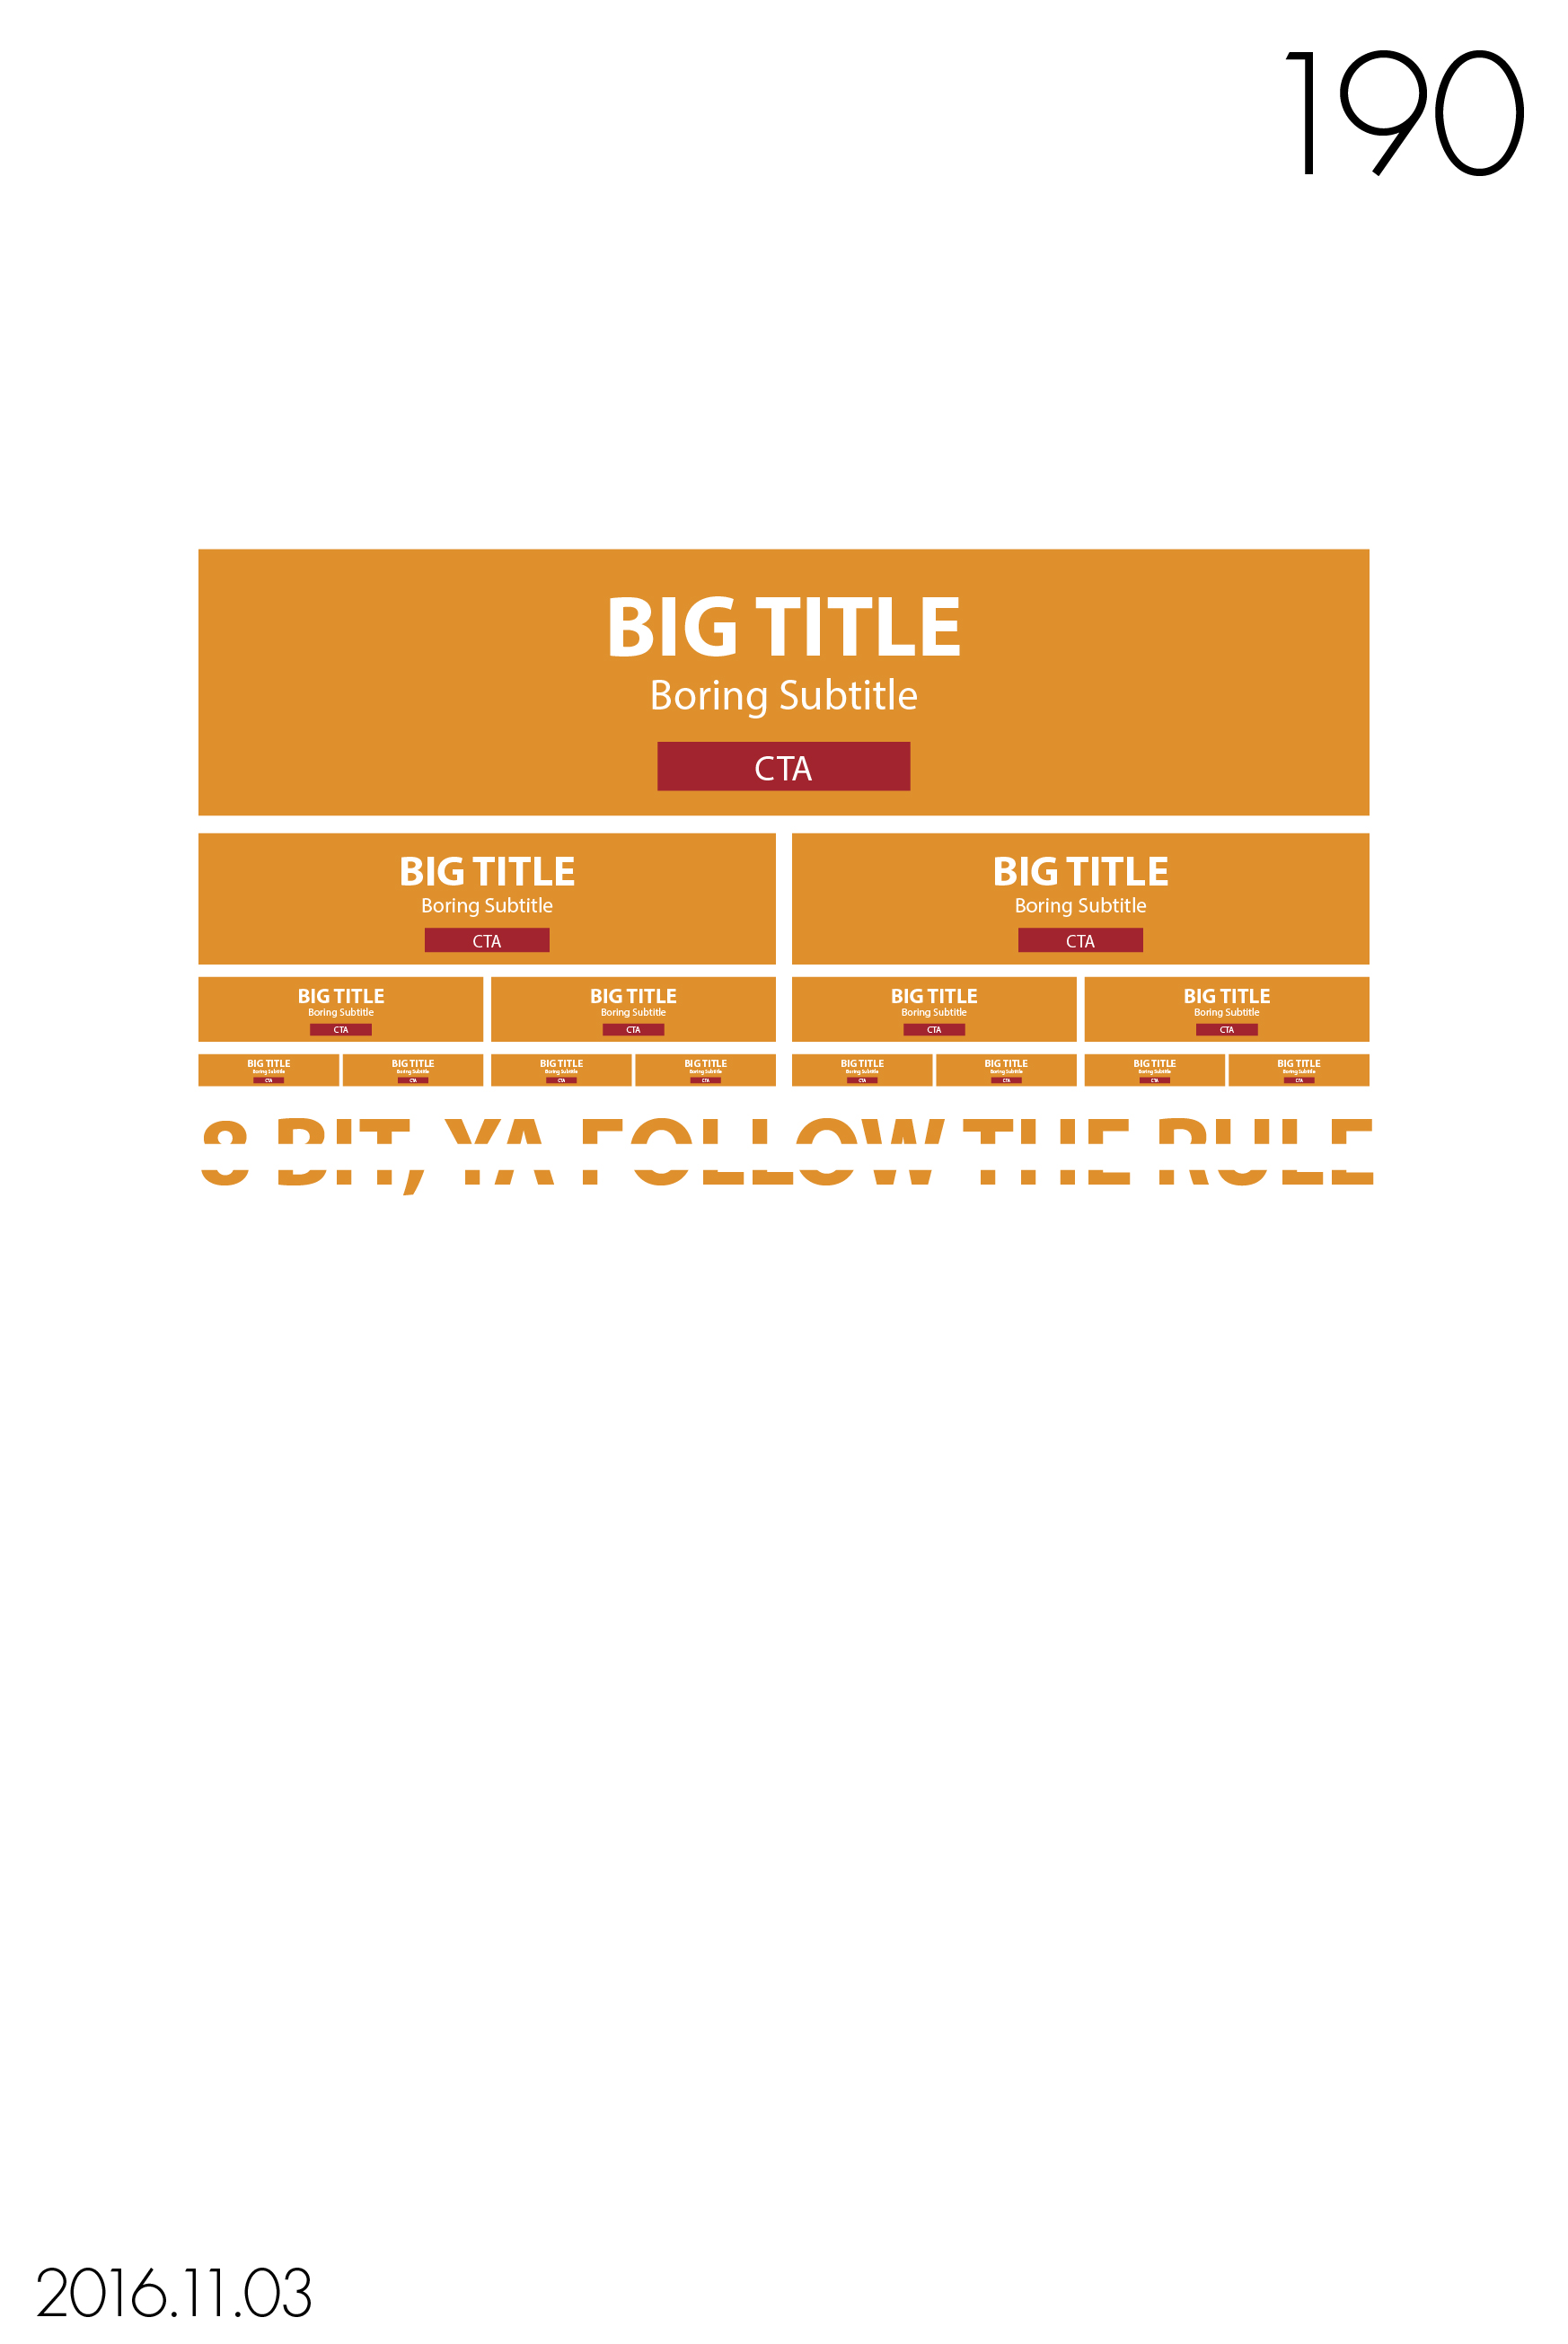 190
BIG TITLE
Boring Subtitle
CTA
BIG TITLE BIG TITLE
Boring Subtitle Boring Subtitle
CTA CTA
BIG TITLE BIG TITLE BIG TITLE BIG TITLE
Boring Subtitle Boring Subtitle Boring Subtitle Boring Subtitle
CTA CTA CTA CTA
BIG TITLE BIG TITLE BIG TITLE BIG TITLE BIG TITLE BIG TITLE BIG TITLE BIG TITLE
Boring Subtitle Boring Subtitle Boring Subtitle Boring Subtitle Boring Subtitle Boring Subtitle Boring Subtitle Boring Subtitle
CTA CTA CTA CTA CTA CTA CTA CTA
8 BIT, YA FOLLOW THE RULE
2016.11.03